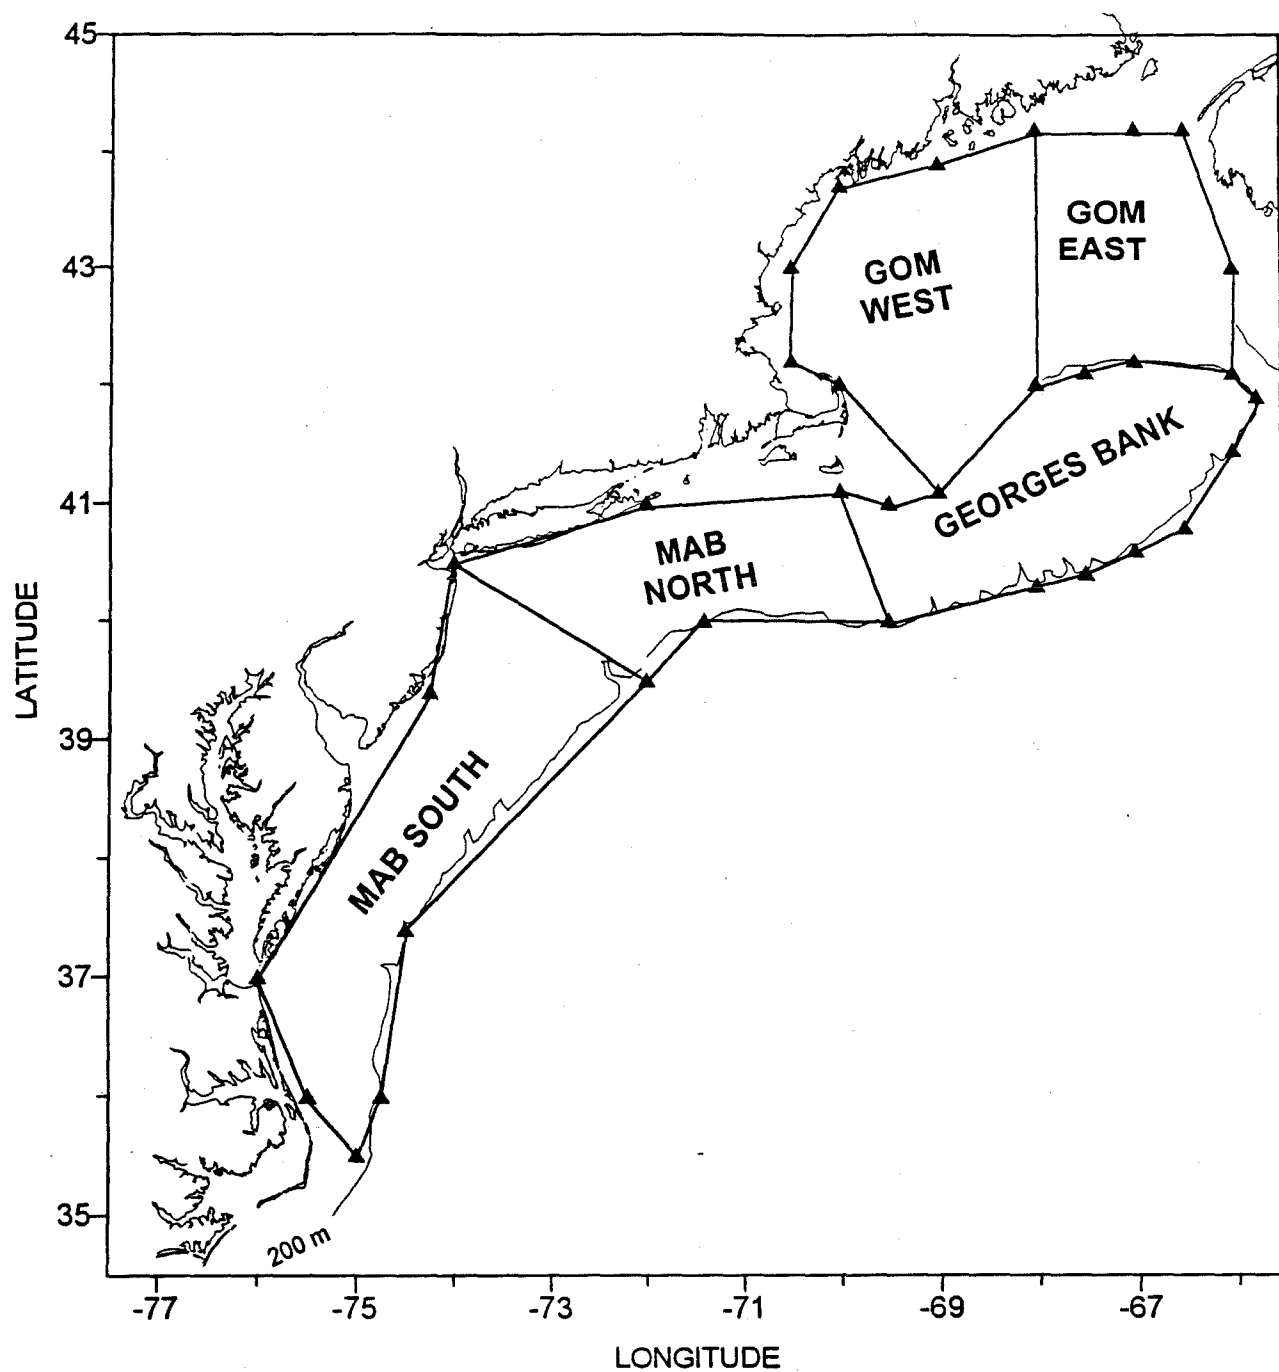 45
43
41
39
37
35
LATITUDE
GOM
WEST
GOM
EAST
GEORGES BANK
MAB
NORTH
MAB SOUTH
200 m
-77
-75
-73
-71
-69
-67
LONGITUDE